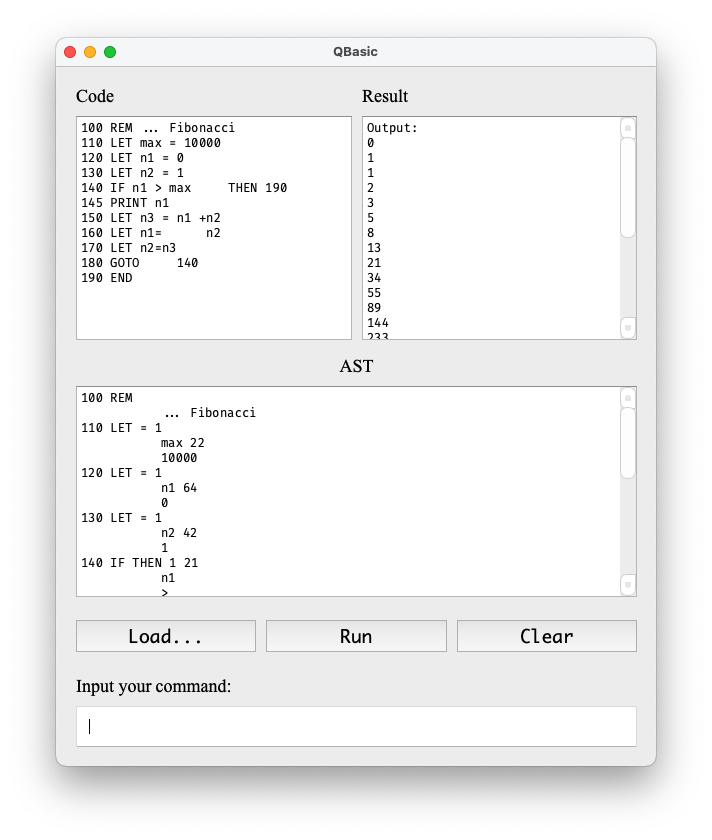 QBasic
Code
100 REM ... Fibonacci
110 LET max = 10000
120 LET n1 = 0
130 LET n2 = 1
140 IF n1 > max     THEN 190
145 PRINT n1
150 LET n3 = n1 +n2
160 LET n1=      n2
170 LET n2=n3
180 GOTO     140
190 END
Result
Output:
0
1
1
2
3
5
8
13
21
34
55
89
144
233
AST
100 REM
... Fibonacci
110 LET = 1
max 22
10000
120 LET = 1
n1 64
0
130 LET = 1
n2 42
1
140 IF THEN 1 21
n1
>
Load...
Run
Clear
Input your command: